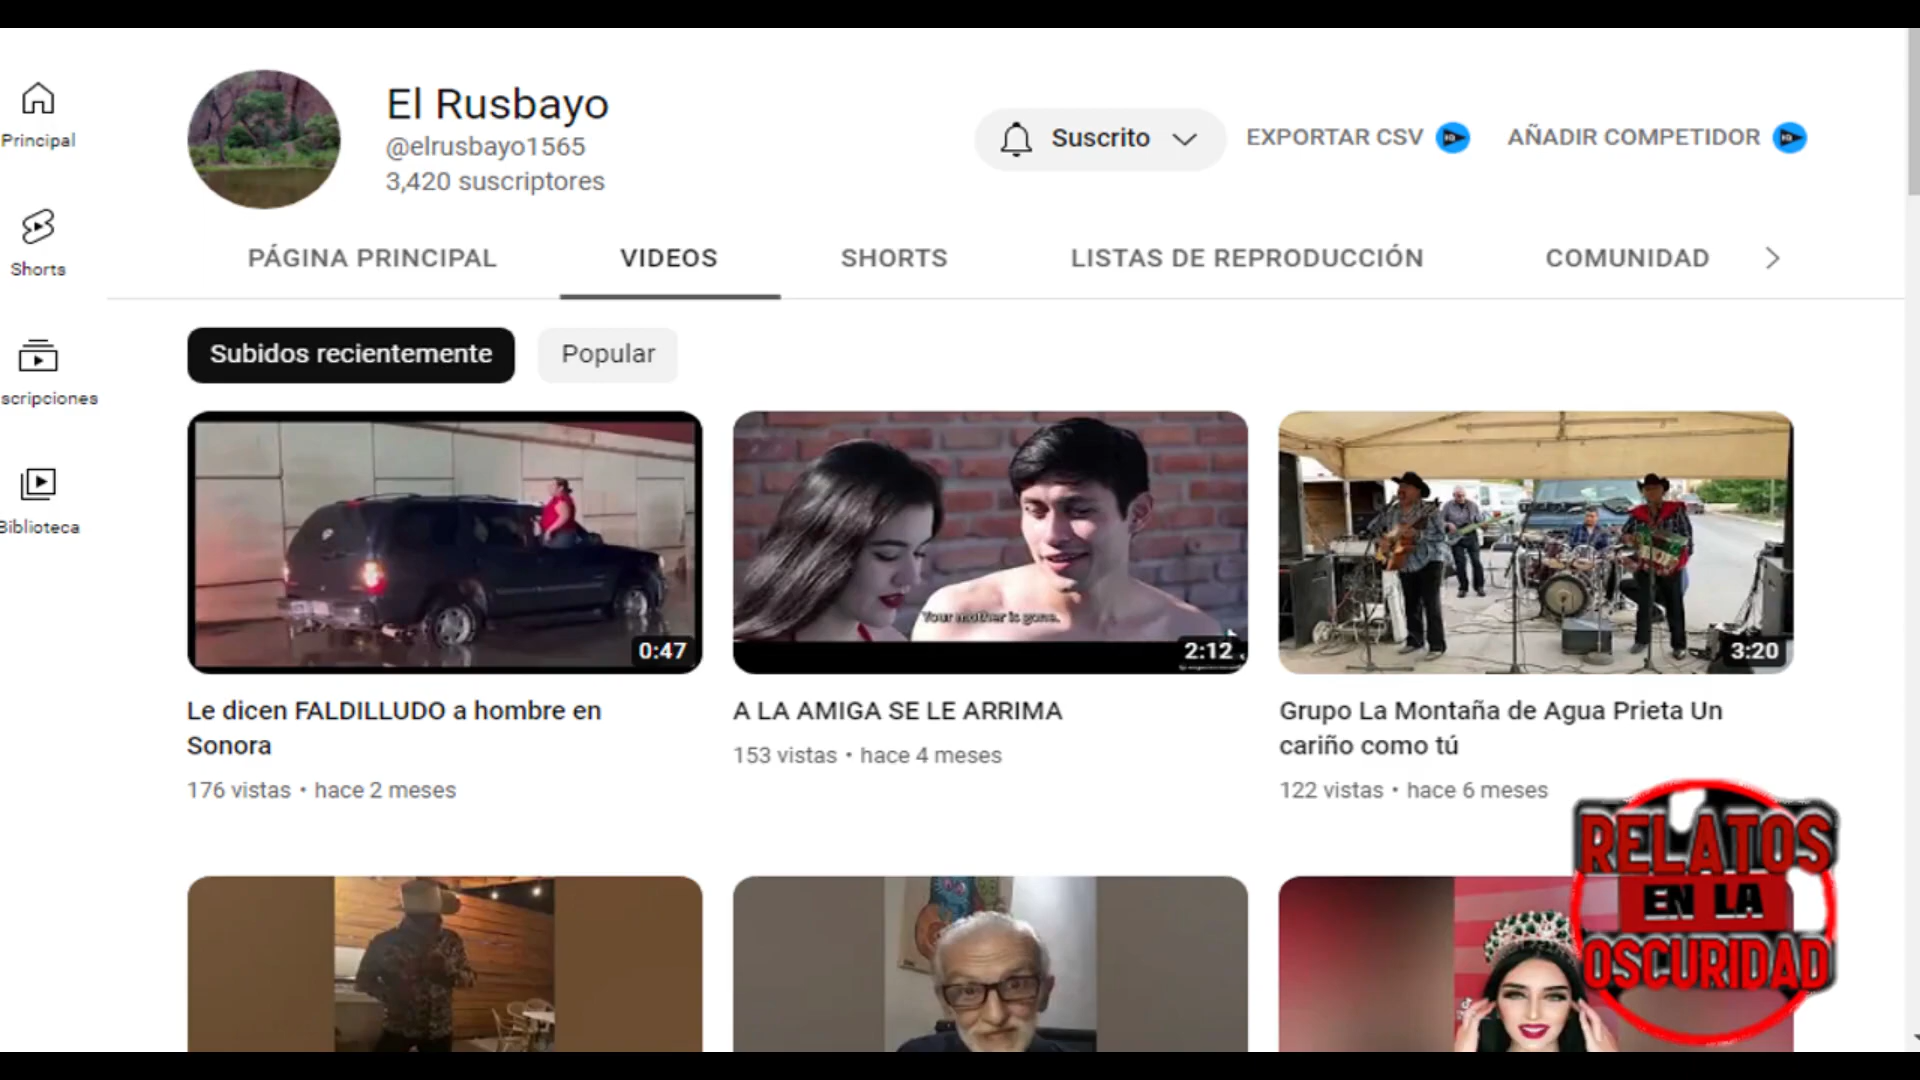 El Rusbayo
@elrusbayo1565
3,420 suscriptores
Suscrito
EXPORTAR CSV
AÑADIR COMPETIDOR
Principal
Shorts
scripciones
Biblioteca
PÁGINA PRINCIPAL
VIDEOS
SHORTS
LISTAS DE REPRODUCCIÓN
COMUNIDAD
Subidos recientemente
Popular
0:47
Your mother is gone.
2:12
3:20
Le dicen FALDILLUDO a hombre en
Sonora
176 vistas • hace 2 meses
A LA AMIGA SE LE ARRIMA
153 vistas • hace 4 meses
Grupo La Montaña de Agua Prieta Un
cariño como tú
122 vistas • hace 6 meses
RELATOS
EN LA
OSCURIDAD